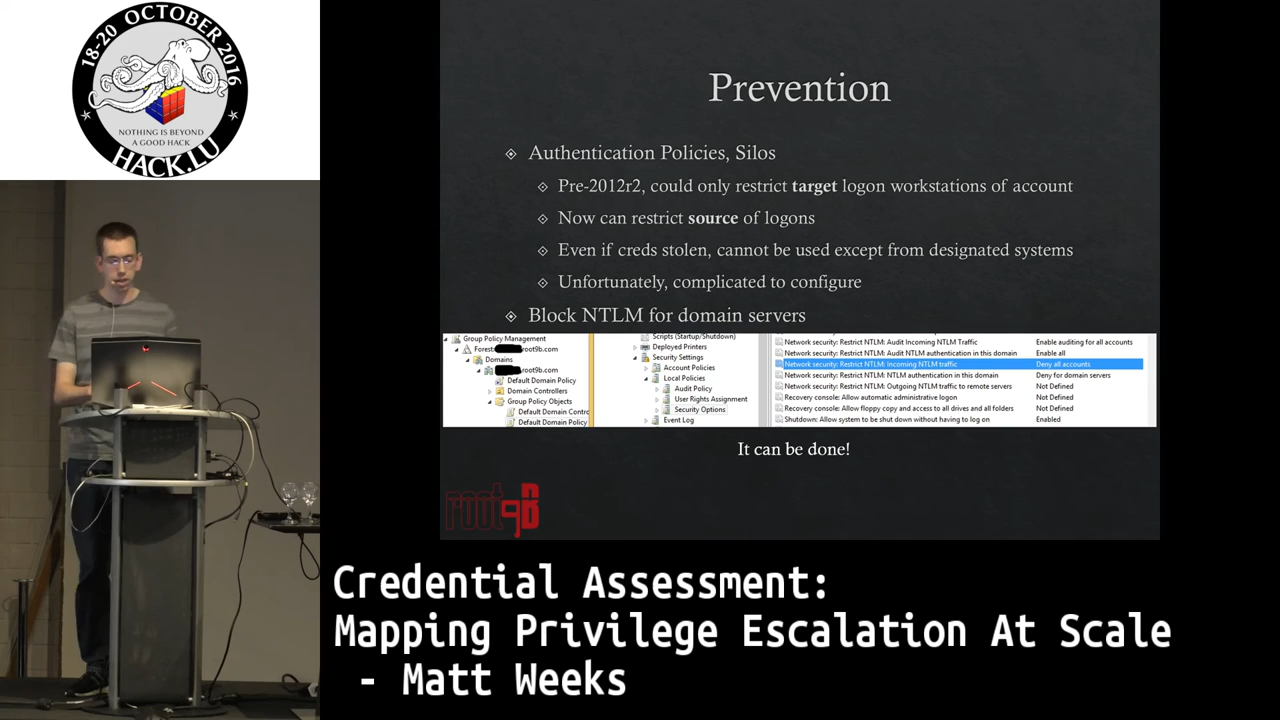 18-20 OCTOBER 2016
NOTHING IS BEYOND
A GOOD HACK
HACK.LU
Prevention
Authentication Policies, Silos
Pre-2012r2, could only restrict target logon workstations of account
Now can restrict source of logons
Even if creds stolen, cannot be used except from designated systems
Unfortunately, complicated to configure
Block NTLM for domain servers
Group Policy Management
Forest: root9b.com
Domains
root9b.com
Default Domain Policy
Domain Controllers
Group Policy Objects
Default Domain Contro
Default Domain Policy
Scripts (Startup/Shutdown)
Deployed Printers
Security Settings
Account Policies
Local Policies
Audit Policy
User Rights Assignment
Security Options
Event Log
Network security: Restrict NTLM: Audit Incoming NTLM Traffic Enable auditing for all accounts
Network security: Restrict NTLM: Audit NTLM authentication in this domain Enable all
Network security: Restrict NTLM: Incoming NTLM traffic Deny all accounts
Network security: Restrict NTLM: NTLM authentication in this domain Deny for domain servers
Network security: Restrict NTLM: Outgoing NTLM traffic to remote servers Not Defined
Recovery console: Allow automatic administrative logon Not Defined
Recovery console: Allow floppy copy and access to all drives and all folders Not Defined
Shutdown: Allow system to be shut down without having to log on Enabled
It can be done!
root9B
Credential Assessment:
Mapping Privilege Escalation At Scale
- Matt Weeks